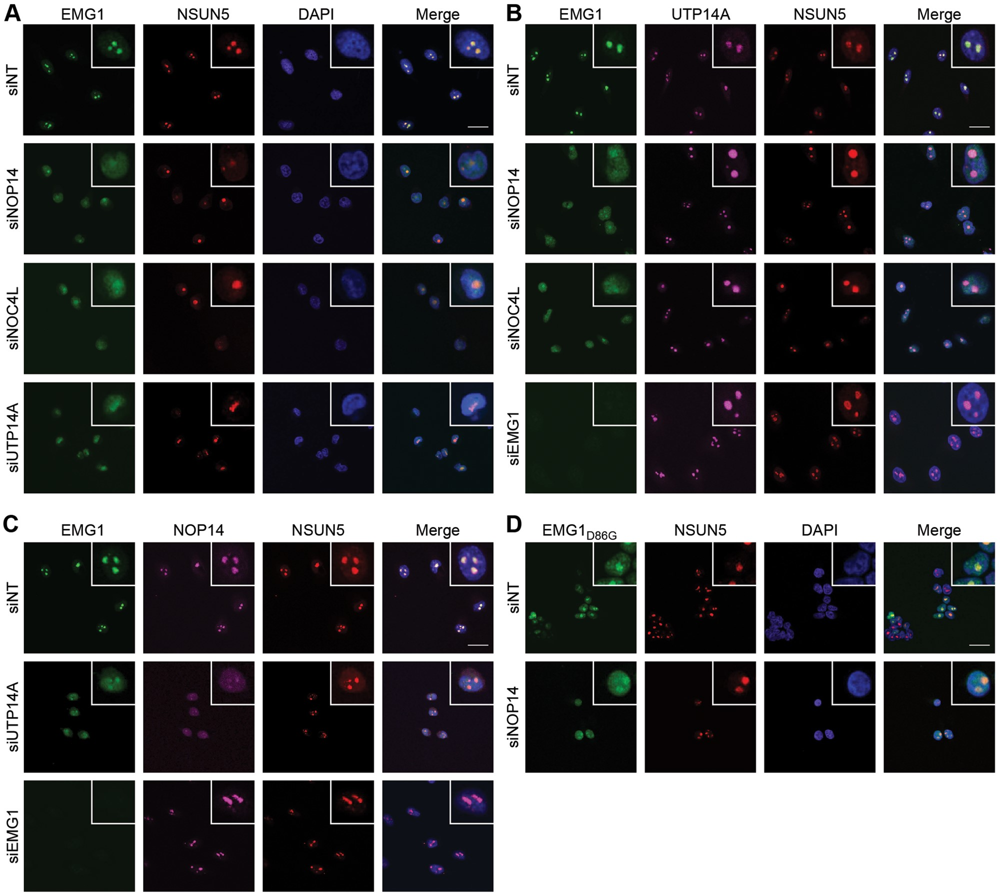 A
EMG1 NSUN5 DAPI Merge
siNT
siNOP14
siNOC4L
siUTP14A
B
EMG1 UTP14A NSUN5 Merge
siNT
siNOP14
siNOC4L
siEMG1
C
EMG1 NOP14 NSUN5 Merge
siNT
siUTP14A
siEMG1
D
EMG1D86G NSUN5 DAPI Merge
siNT
siNOP14